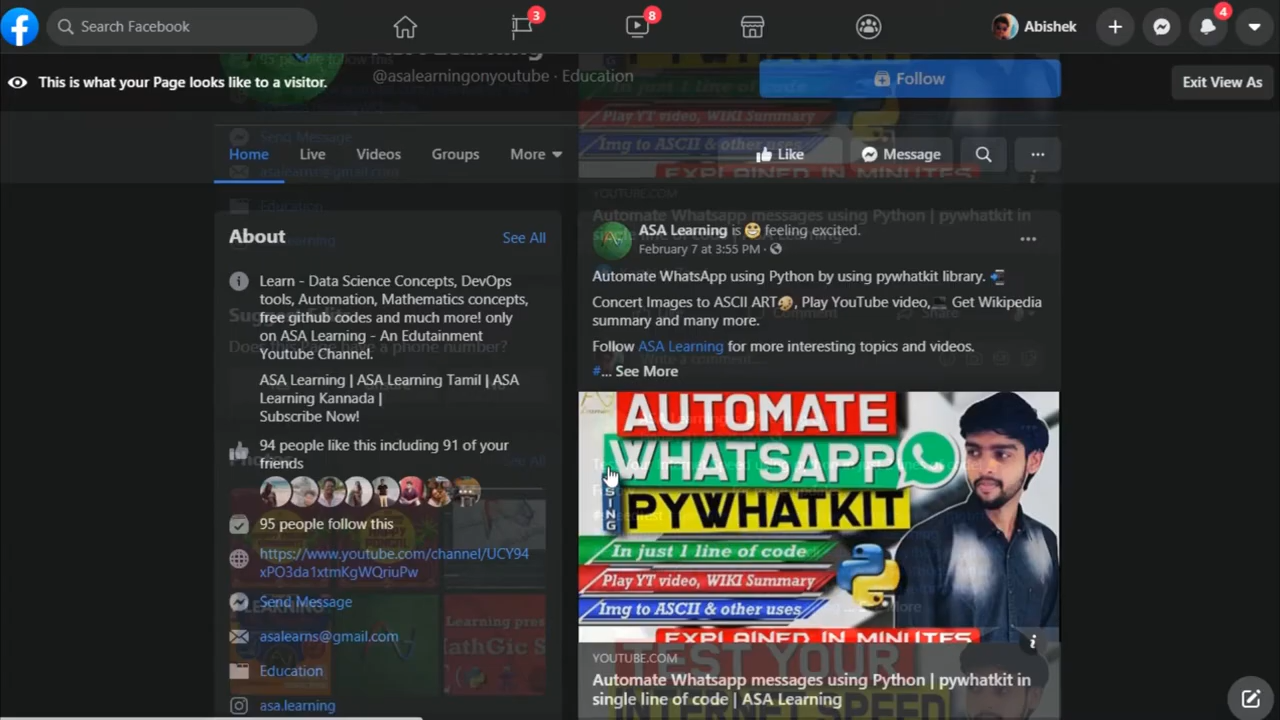 Search Facebook
3
8
Abishek
4
This is what your Page looks like to a visitor.
Exit View As
@asalearningonyoutube · Education
Follow
Home
Live
Videos
Groups
More
Like
Message
About
See All
Learn - Data Science Concepts, DevOps
tools, Automation, Mathematics concepts,
free github codes and much more! only
on ASA Learning - An Edutainment
Youtube Channel.
ASA Learning | ASA Learning Tamil | ASA
Learning Kannada |
Subscribe Now!
94 people like this including 91 of your
friends
95 people follow this
https://www.youtube.com/channel/UCY94
xPO3da1xtmKgWQriuPw
Send Message
asalearns@gmail.com
Education
asa.learning
ASA Learning is feeling excited.
February 7 at 3:55 PM ·
Automate WhatsApp using Python by using pywhatkit library.
Concert Images to ASCII ART, Play YouTube video, Get Wikipedia
summary and many more.
Follow ASA Learning for more interesting topics and videos.
#... See More
AUTOMATE
WHATSAPP
USING
PYWHATKIT
In just 1 line of code
Play YT video, WIKI Summary
Img to ASCII & other uses
EXPLAINED IN MINUTES
YOUTUBE.COM
Automate Whatsapp messages using Python | pywhatkit in
single line of code | ASA Learning
TEST YOUR
INTERNET SPEED